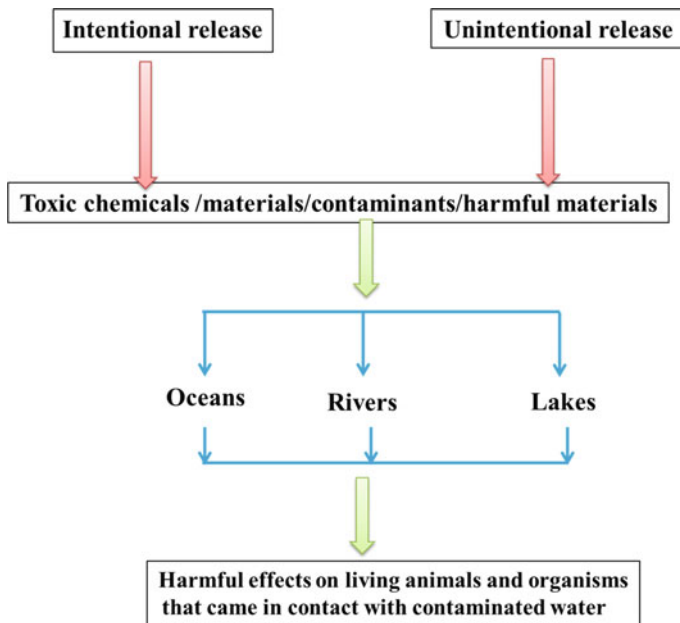 Intentional release
Unintentional release
Toxic chemicals /materials/contaminants/harmful materials
Oceans
Rivers
Lakes
Harmful effects on living animals and organisms
that came in contact with contaminated water